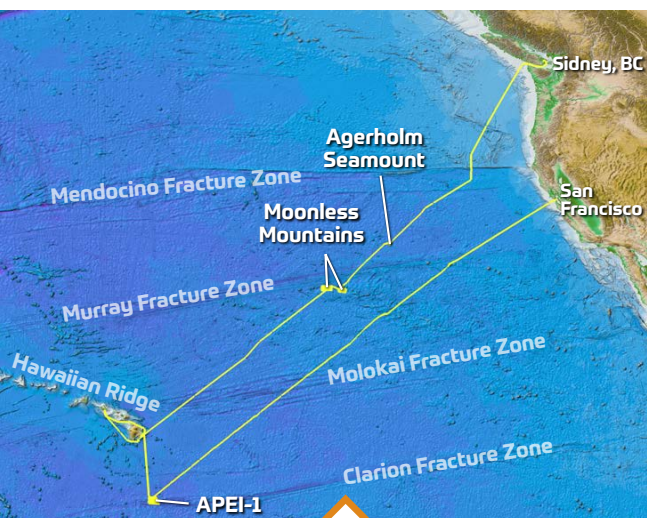 Sidney, BC
Agerholm
Seamount
Mendocino Fracture Zone
San
Francisco
Moonless
Mountains
Murray Fracture Zone
Molokai Fracture Zone
Hawaiian Ridge
Clarion Fracture Zone
APEI-1